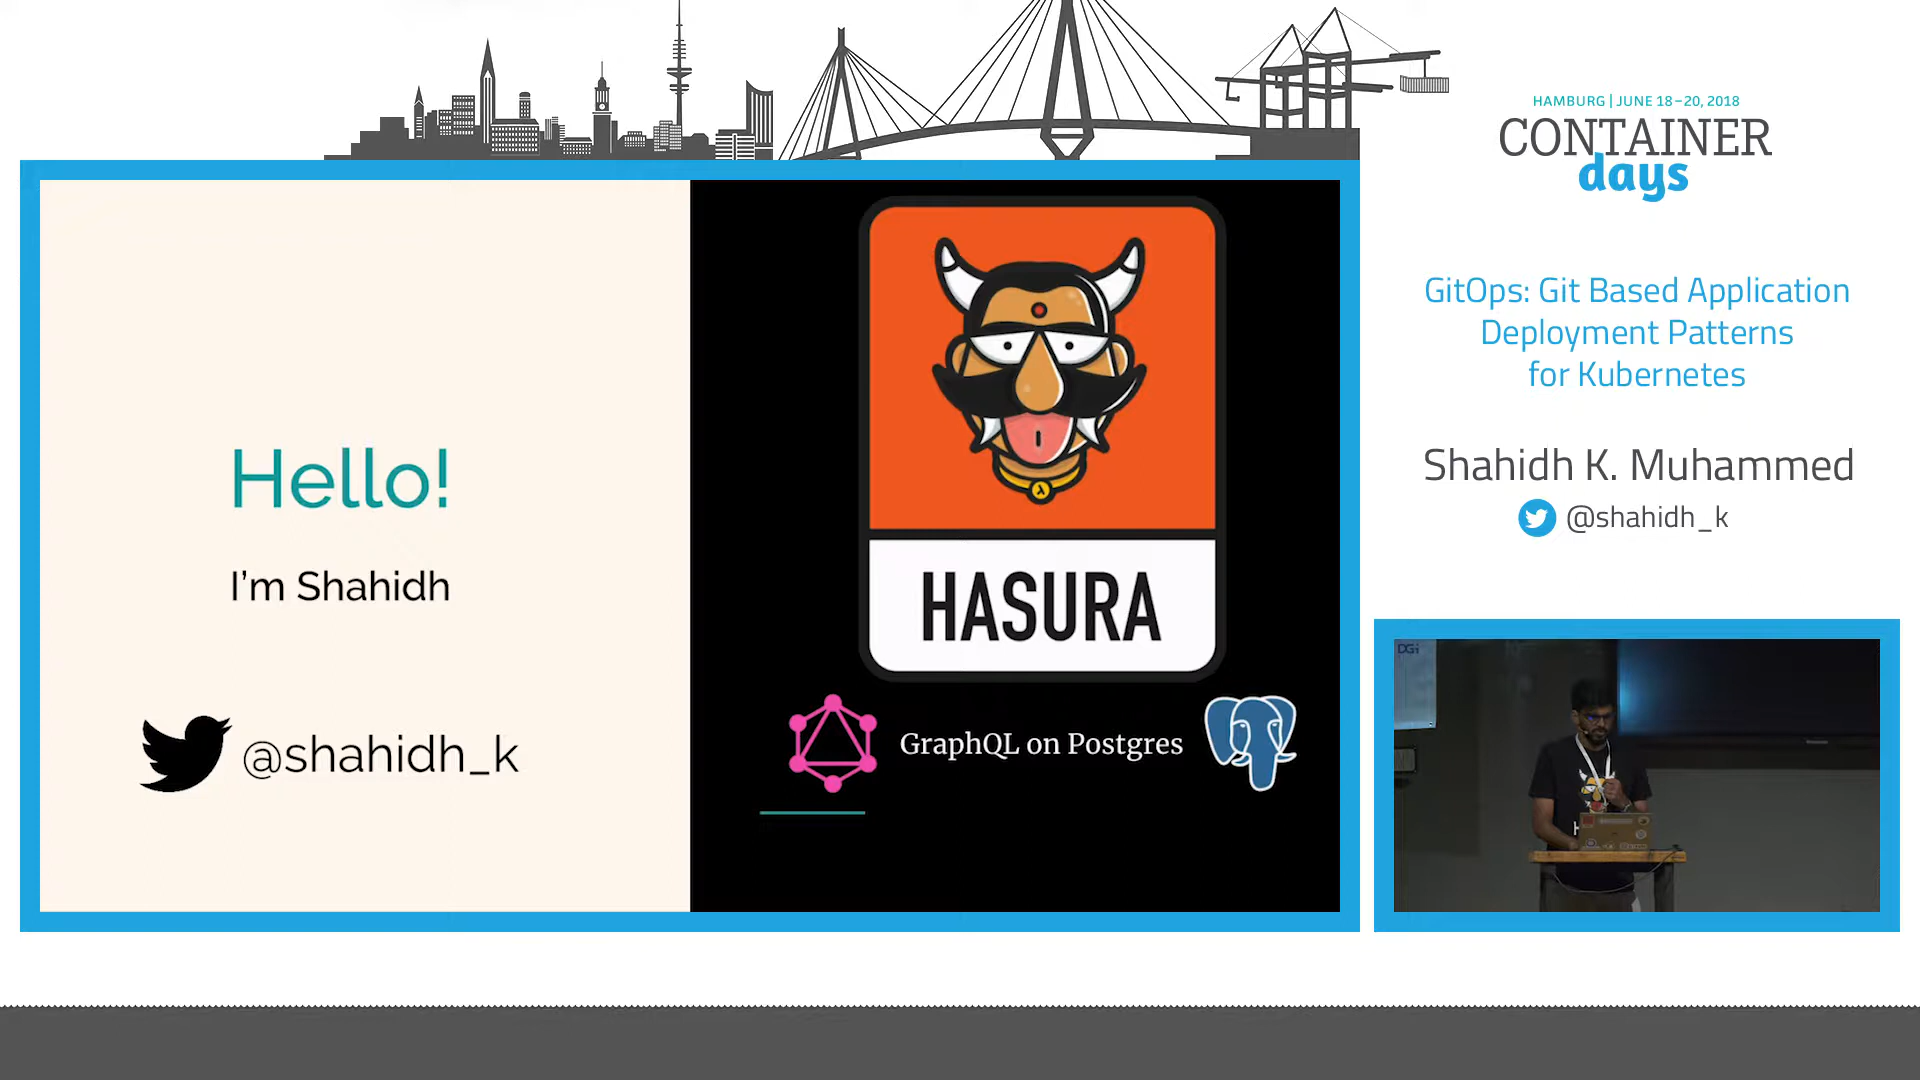 HAMBURG | JUNE 18–20, 2018
CONTAINER
days
Hello!
I'm Shahidh
@shahidh_k
HASURA
GraphQL on Postgres
GitOps: Git Based Application
Deployment Patterns
for Kubernetes
Shahidh K. Muhammed
@shahidh_k
DGi